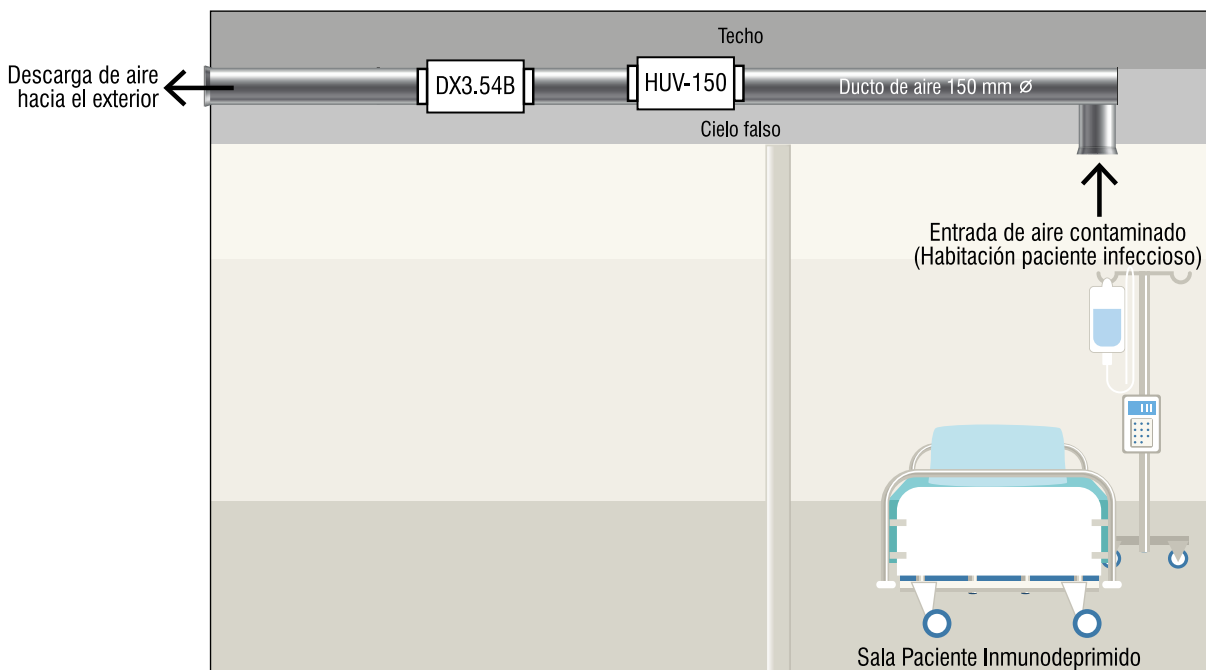 Techo
Descarga de aire
hacia el exterior
DX3.54B
HUV-150
Ducto de aire 150 mm Ø
Cielo falso
Entrada de aire contaminado
(Habitación paciente infeccioso)
Sala Paciente Inmunodeprimido